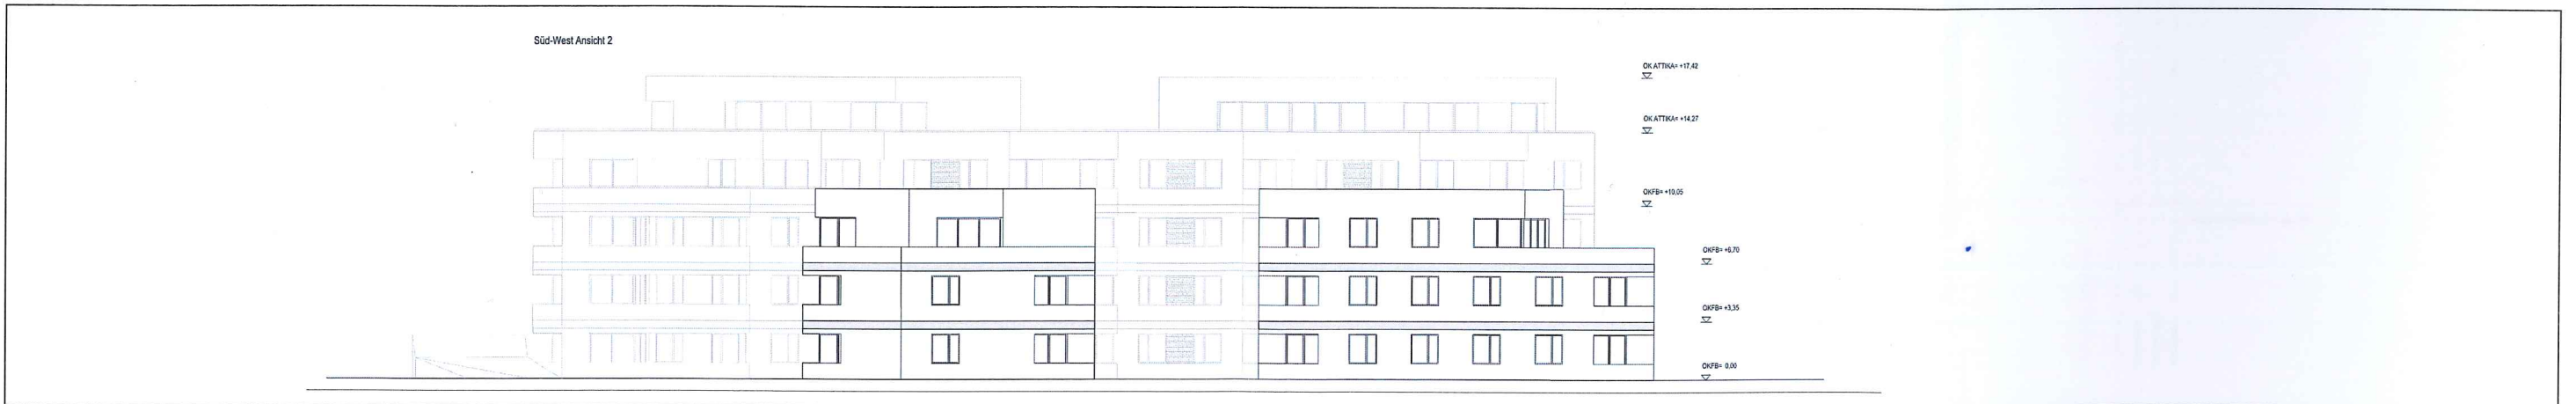 Süd-West Ansicht 2
OK ATTIKA= +17,42
OK ATTIKA= +14,27
OKFB= +10,05
OKFB= +6,70
OKFB= +3,35
OKFB= 0,00